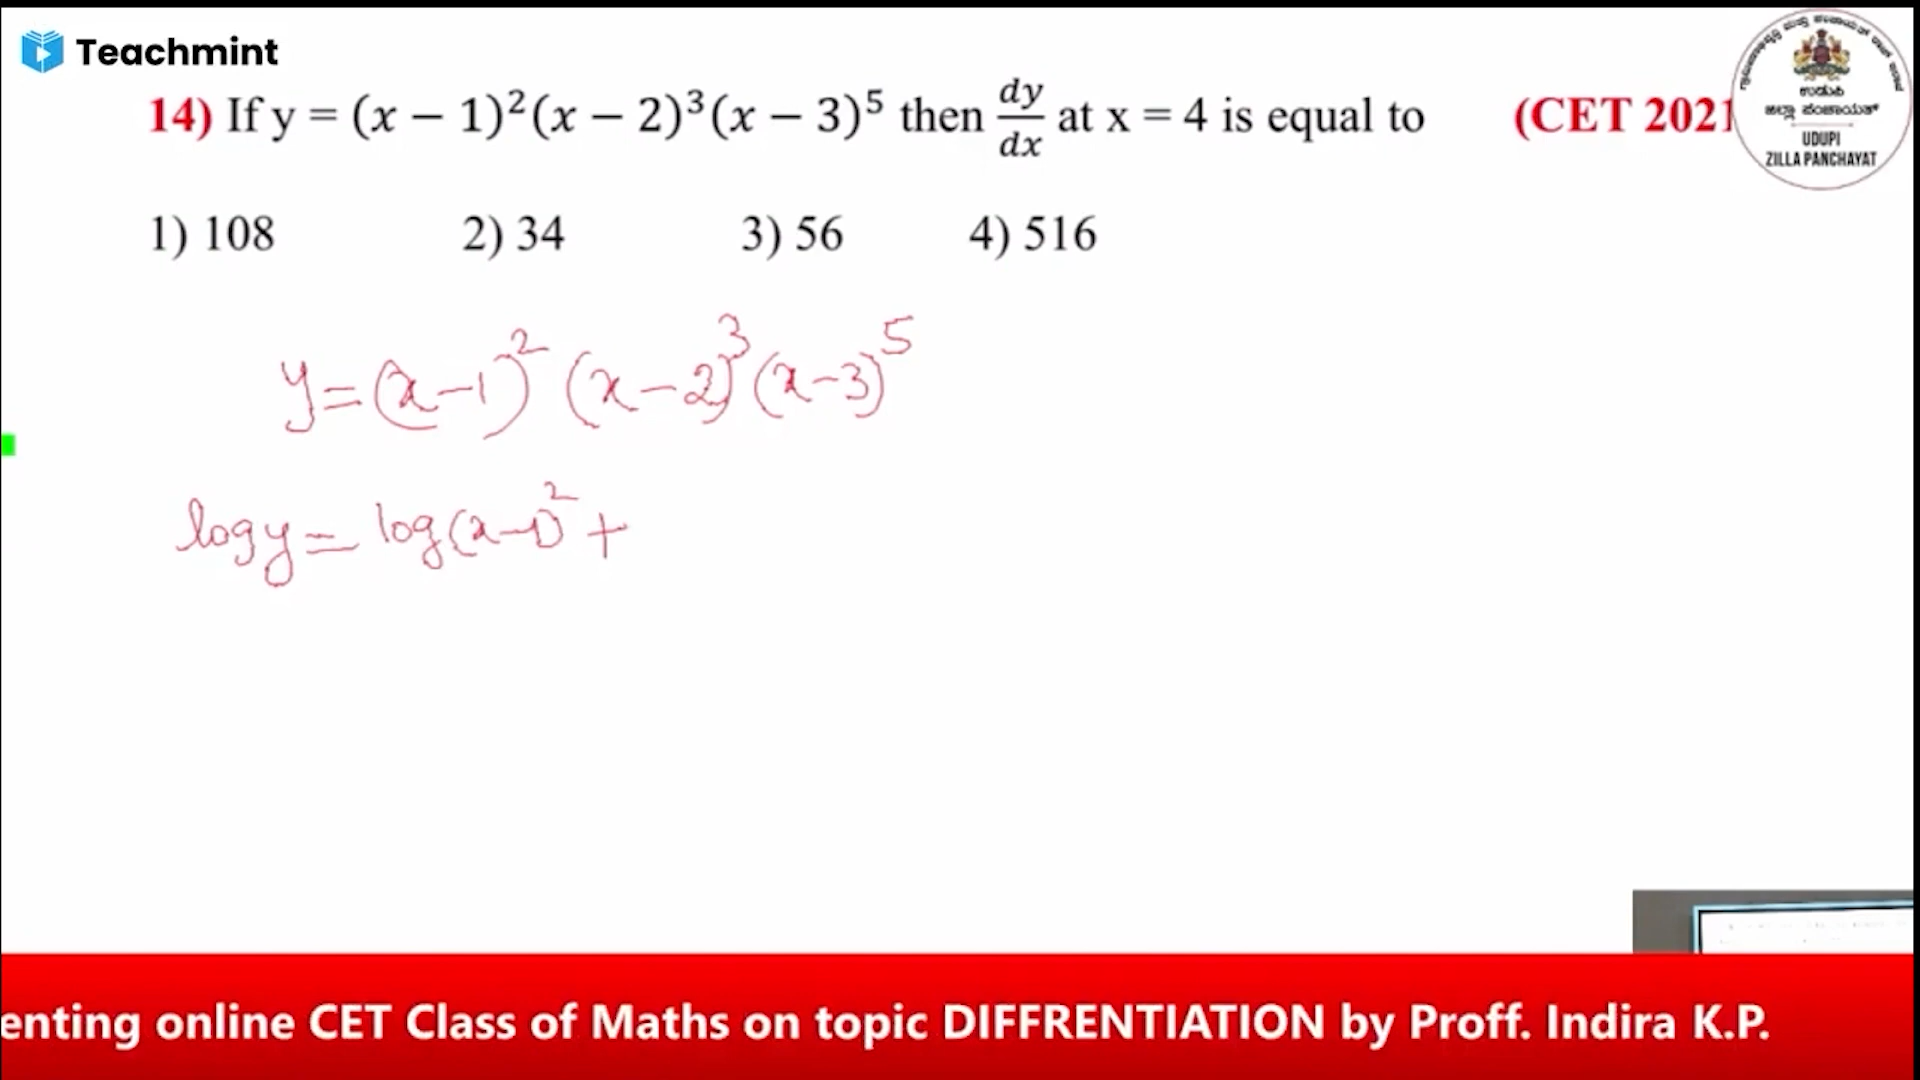 Teachmint
14) If y = (x − 1)²(x − 2)³(x − 3)⁵ then dy/dx at x = 4 is equal to (CET 2021
ಉಡುಪಿ
ಜಿಲ್ಲಾ ಪಂಚಾಯತ್
UDUPI
ZILLA PANCHAYAT
1) 108 2) 34 3) 56 4) 516
y = (x−1)² (x−2)³ (x−3)⁵
log y = log(x−1)² +
enting online CET Class of Maths on topic DIFFRENTIATION by Proff. Indira K.P.